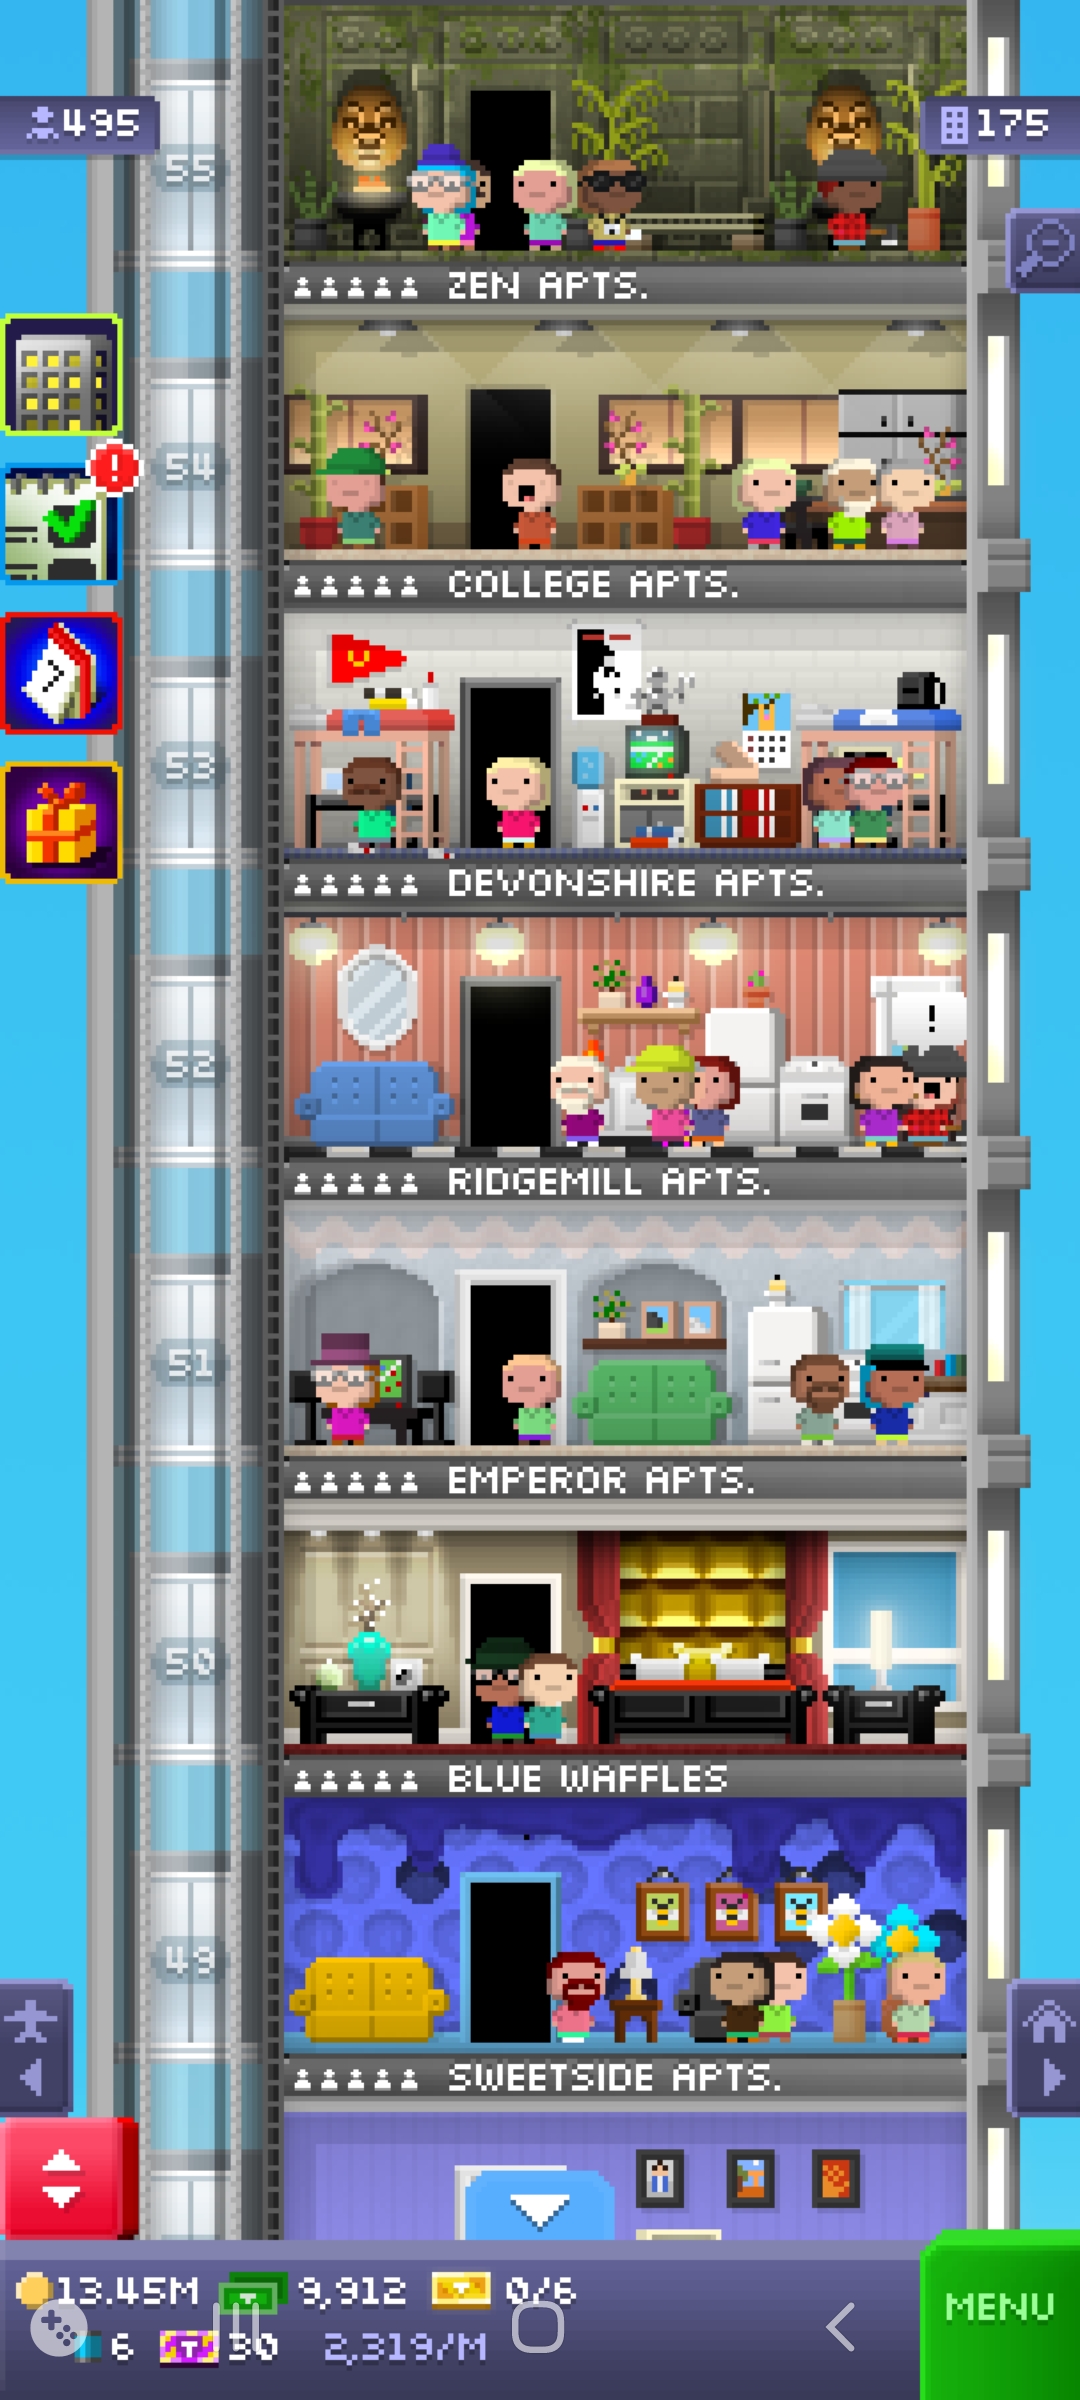 495
175
55
ZEN APTS.
54
!
COLLEGE APTS.
53
DEVONSHIRE APTS.
!
52
RIDGEMILL APTS.
51
EMPEROR APTS.
50
BLUE WAFFLES
49
SWEETSIDE APTS.
13.45M 9,912 0/6
6 30 2,319/M
MENU